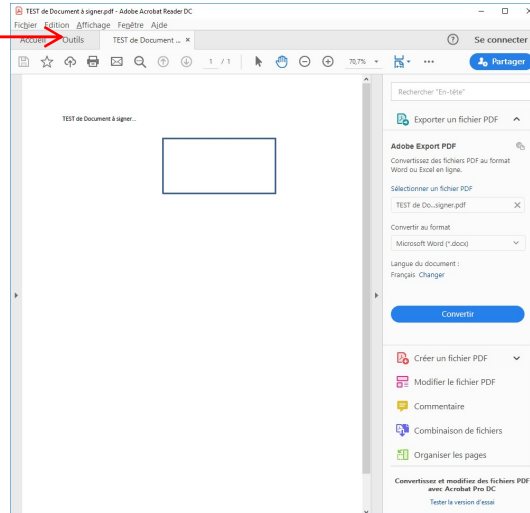 TEST de Document à signer.pdf - Adobe Acrobat Reader DC
Fichier Edition Affichage Fenêtre Aide
Accueil Outils TEST de Document ... × ? Se connecter
1 / 1 70,7% ••• Partager
TEST de Document à signer...
Rechercher "En-tête"
Exporter un fichier PDF
Adobe Export PDF
Convertissez des fichiers PDF au format
Word ou Excel en ligne.
Sélectionner un fichier PDF
TEST de Do...signer.pdf
Convertir au format
Microsoft Word (*.docx)
Langue du document :
Français Changer
Convertir
Créer un fichier PDF
Modifier le fichier PDF
Commentaire
Combinaison de fichiers
Organiser les pages
Convertissez et modifiez des fichiers PDF
avec Acrobat Pro DC
Tester la version d'essai